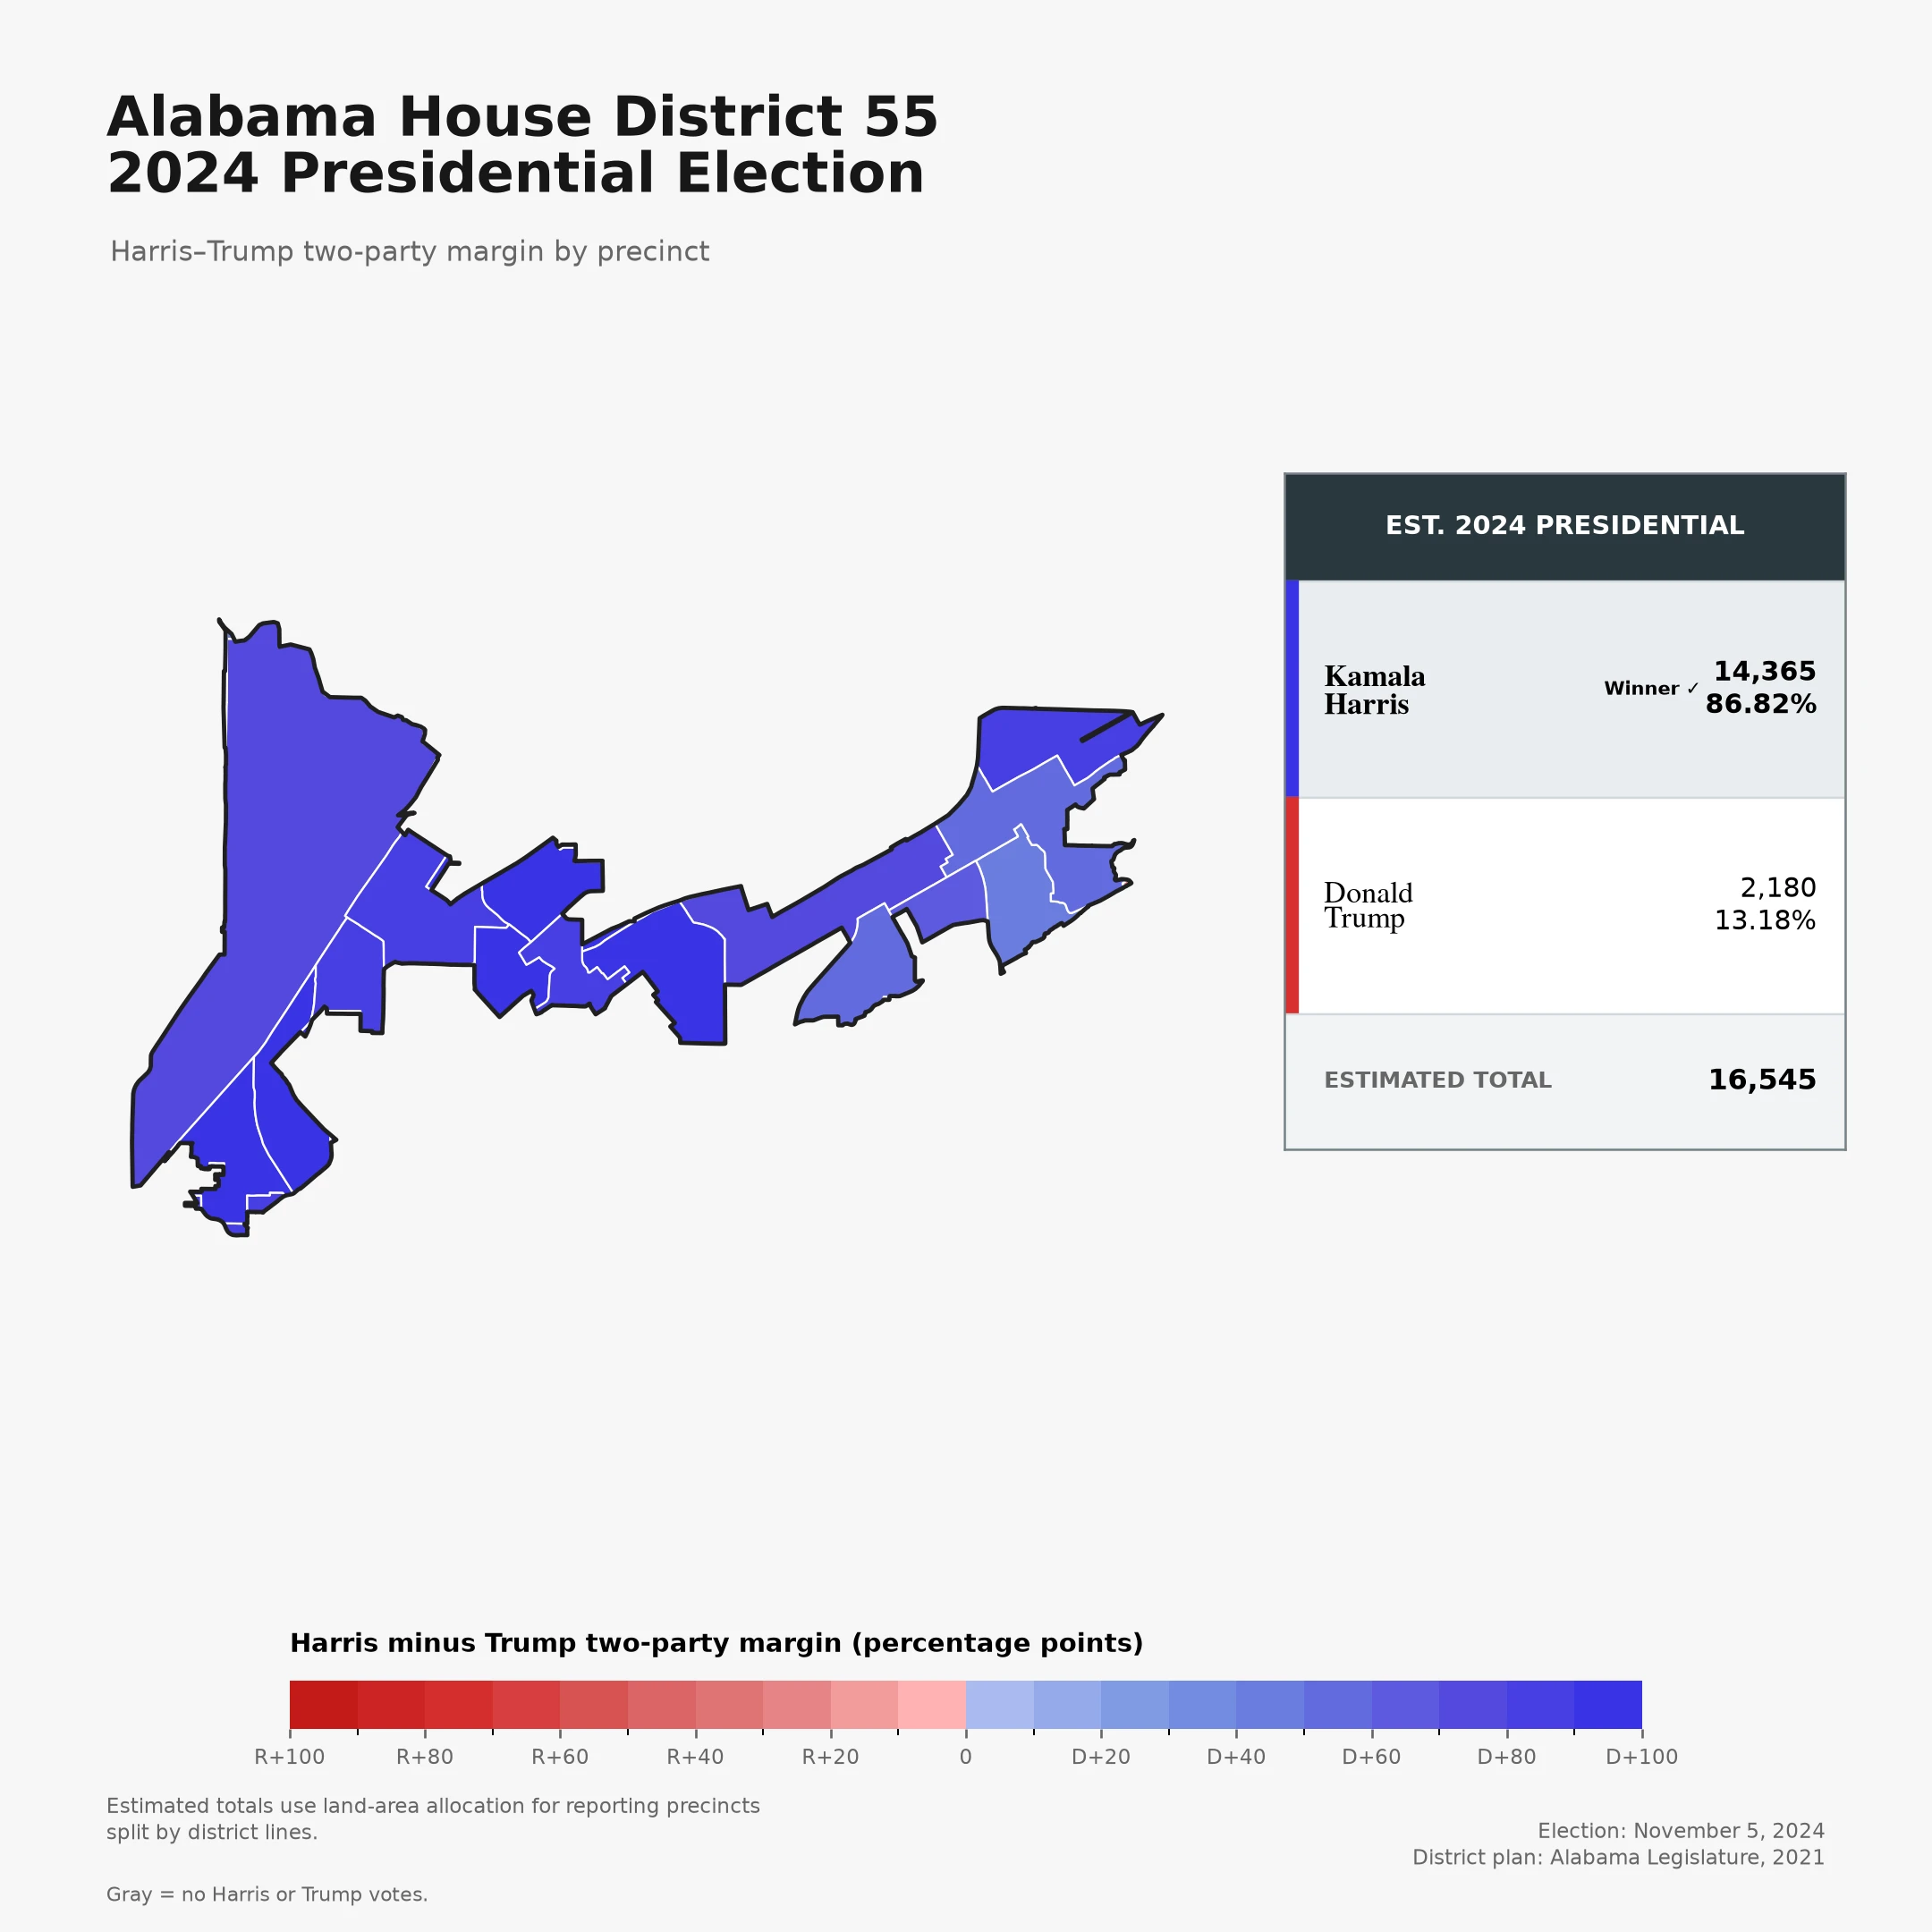 Alabama House District 55
2024 Presidential Election
Harris–Trump two-party margin by precinct
EST. 2024 PRESIDENTIAL
Kamala
Harris
Winner ✓
14,365
86.82%
Donald
Trump
2,180
13.18%
ESTIMATED TOTAL
16,545
Harris minus Trump two-party margin (percentage points)
R+100 R+80 R+60 R+40 R+20 0 D+20 D+40 D+60 D+80 D+100
Estimated totals use land-area allocation for reporting precincts
split by district lines.
Election: November 5, 2024
District plan: Alabama Legislature, 2021
Gray = no Harris or Trump votes.